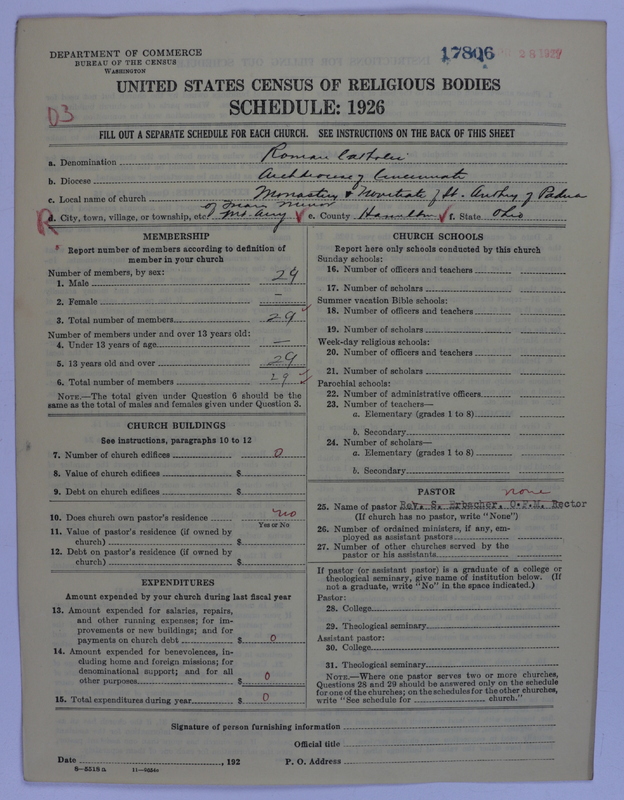 DEPARTMENT OF COMMERCE
BUREAU OF THE CENSUS
WASHINGTON
17806
UNITED STATES CENSUS OF RELIGIOUS BODIES
SCHEDULE: 1926
D3
FILL OUT A SEPARATE SCHEDULE FOR EACH CHURCH. SEE INSTRUCTIONS ON THE BACK OF THIS SHEET
a. Denomination Roman Catholic
b. Diocese Archdiocese of Cincinnati
c. Local name of church Monastery & Novitiate of St. Anthony of Padua
of Friars Minor
R
d. City, town, village, or township, etc. Mt. Airy e. County Hamilton f. State Ohio
MEMBERSHIP
Report number of members according to definition of
member in your church
Number of members, by sex:
1. Male 29
2. Female —
3. Total number of members 29
Number of members under and over 13 years old:
4. Under 13 years of age —
5. 13 years old and over 29
6. Total number of members 29
NOTE.—The total given under Question 6 should be the
same as the total of males and females given under Question 3.
CHURCH BUILDINGS
See instructions, paragraphs 10 to 12
7. Number of church edifices 0
8. Value of church edifices $
9. Debt on church edifices $
10. Does church own pastor's residence no
Yes or No
11. Value of pastor's residence (if owned by
church) $
12. Debt on pastor's residence (if owned by
church) $
EXPENDITURES
Amount expended by your church during last fiscal year
13. Amount expended for salaries, repairs,
and other running expenses; for im-
provements or new buildings; and for
payments on church debt $ 0
14. Amount expended for benevolences, in-
cluding home and foreign missions; for
denominational support; and for all
other purposes $ 0
15. Total expenditures during year $ 0
CHURCH SCHOOLS
Report here only schools conducted by this church
Sunday schools:
16. Number of officers and teachers
17. Number of scholars
Summer vacation Bible schools:
18. Number of officers and teachers
19. Number of scholars
Week-day religious schools:
20. Number of officers and teachers
21. Number of scholars
Parochial schools:
22. Number of administrative officers
23. Number of teachers—
a. Elementary (grades 1 to 8)
b. Secondary
24. Number of scholars—
a. Elementary (grades 1 to 8)
b. Secondary
PASTOR none
25. Name of pastor Rev. S. Erbacher, O.F.M. Rector
(If church has no pastor, write "None")
26. Number of ordained ministers, if any, em-
ployed as assistant pastors
27. Number of other churches served by the
pastor or his assistants
If pastor (or assistant pastor) is a graduate of a college or
theological seminary, give name of institution below. (If
not a graduate, write "No" in the space indicated.)
Pastor:
28. College
29. Theological seminary
Assistant pastor:
30. College
31. Theological seminary
NOTE.—Where one pastor serves two or more churches,
Questions 28 and 29 should be answered only on the schedule
for one of the churches; on the schedules for the other churches,
write "See schedule for church."
Signature of person furnishing information
Official title
Date , 192 P. O. Address
8—5518a 11—9654